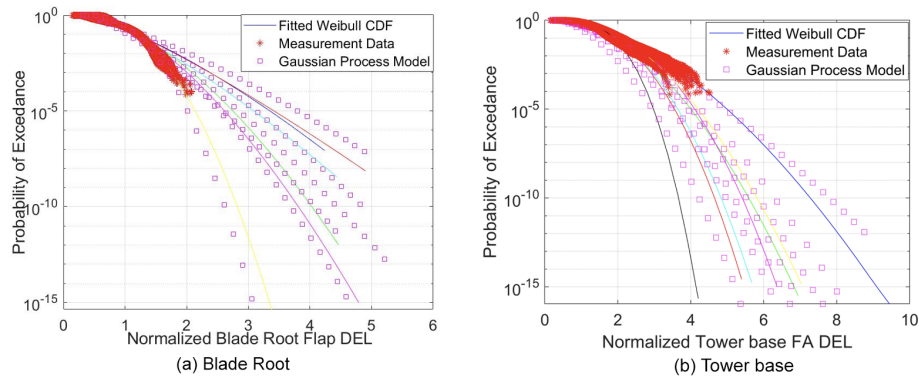 10^0
10^-5
10^-10
10^-15
Probability of Excedance
Fitted Weibull CDF
Measurement Data
Gaussian Process Model
0 1 2 3 4 5 6
Normalized Blade Root Flap DEL
(a) Blade Root
10^0
10^-5
10^-10
10^-15
Probability of Excedance
Fitted Weibull CDF
Measurement Data
Gaussian Process Model
0 2 4 6 8 10
Normalized Tower base FA DEL
(b) Tower base